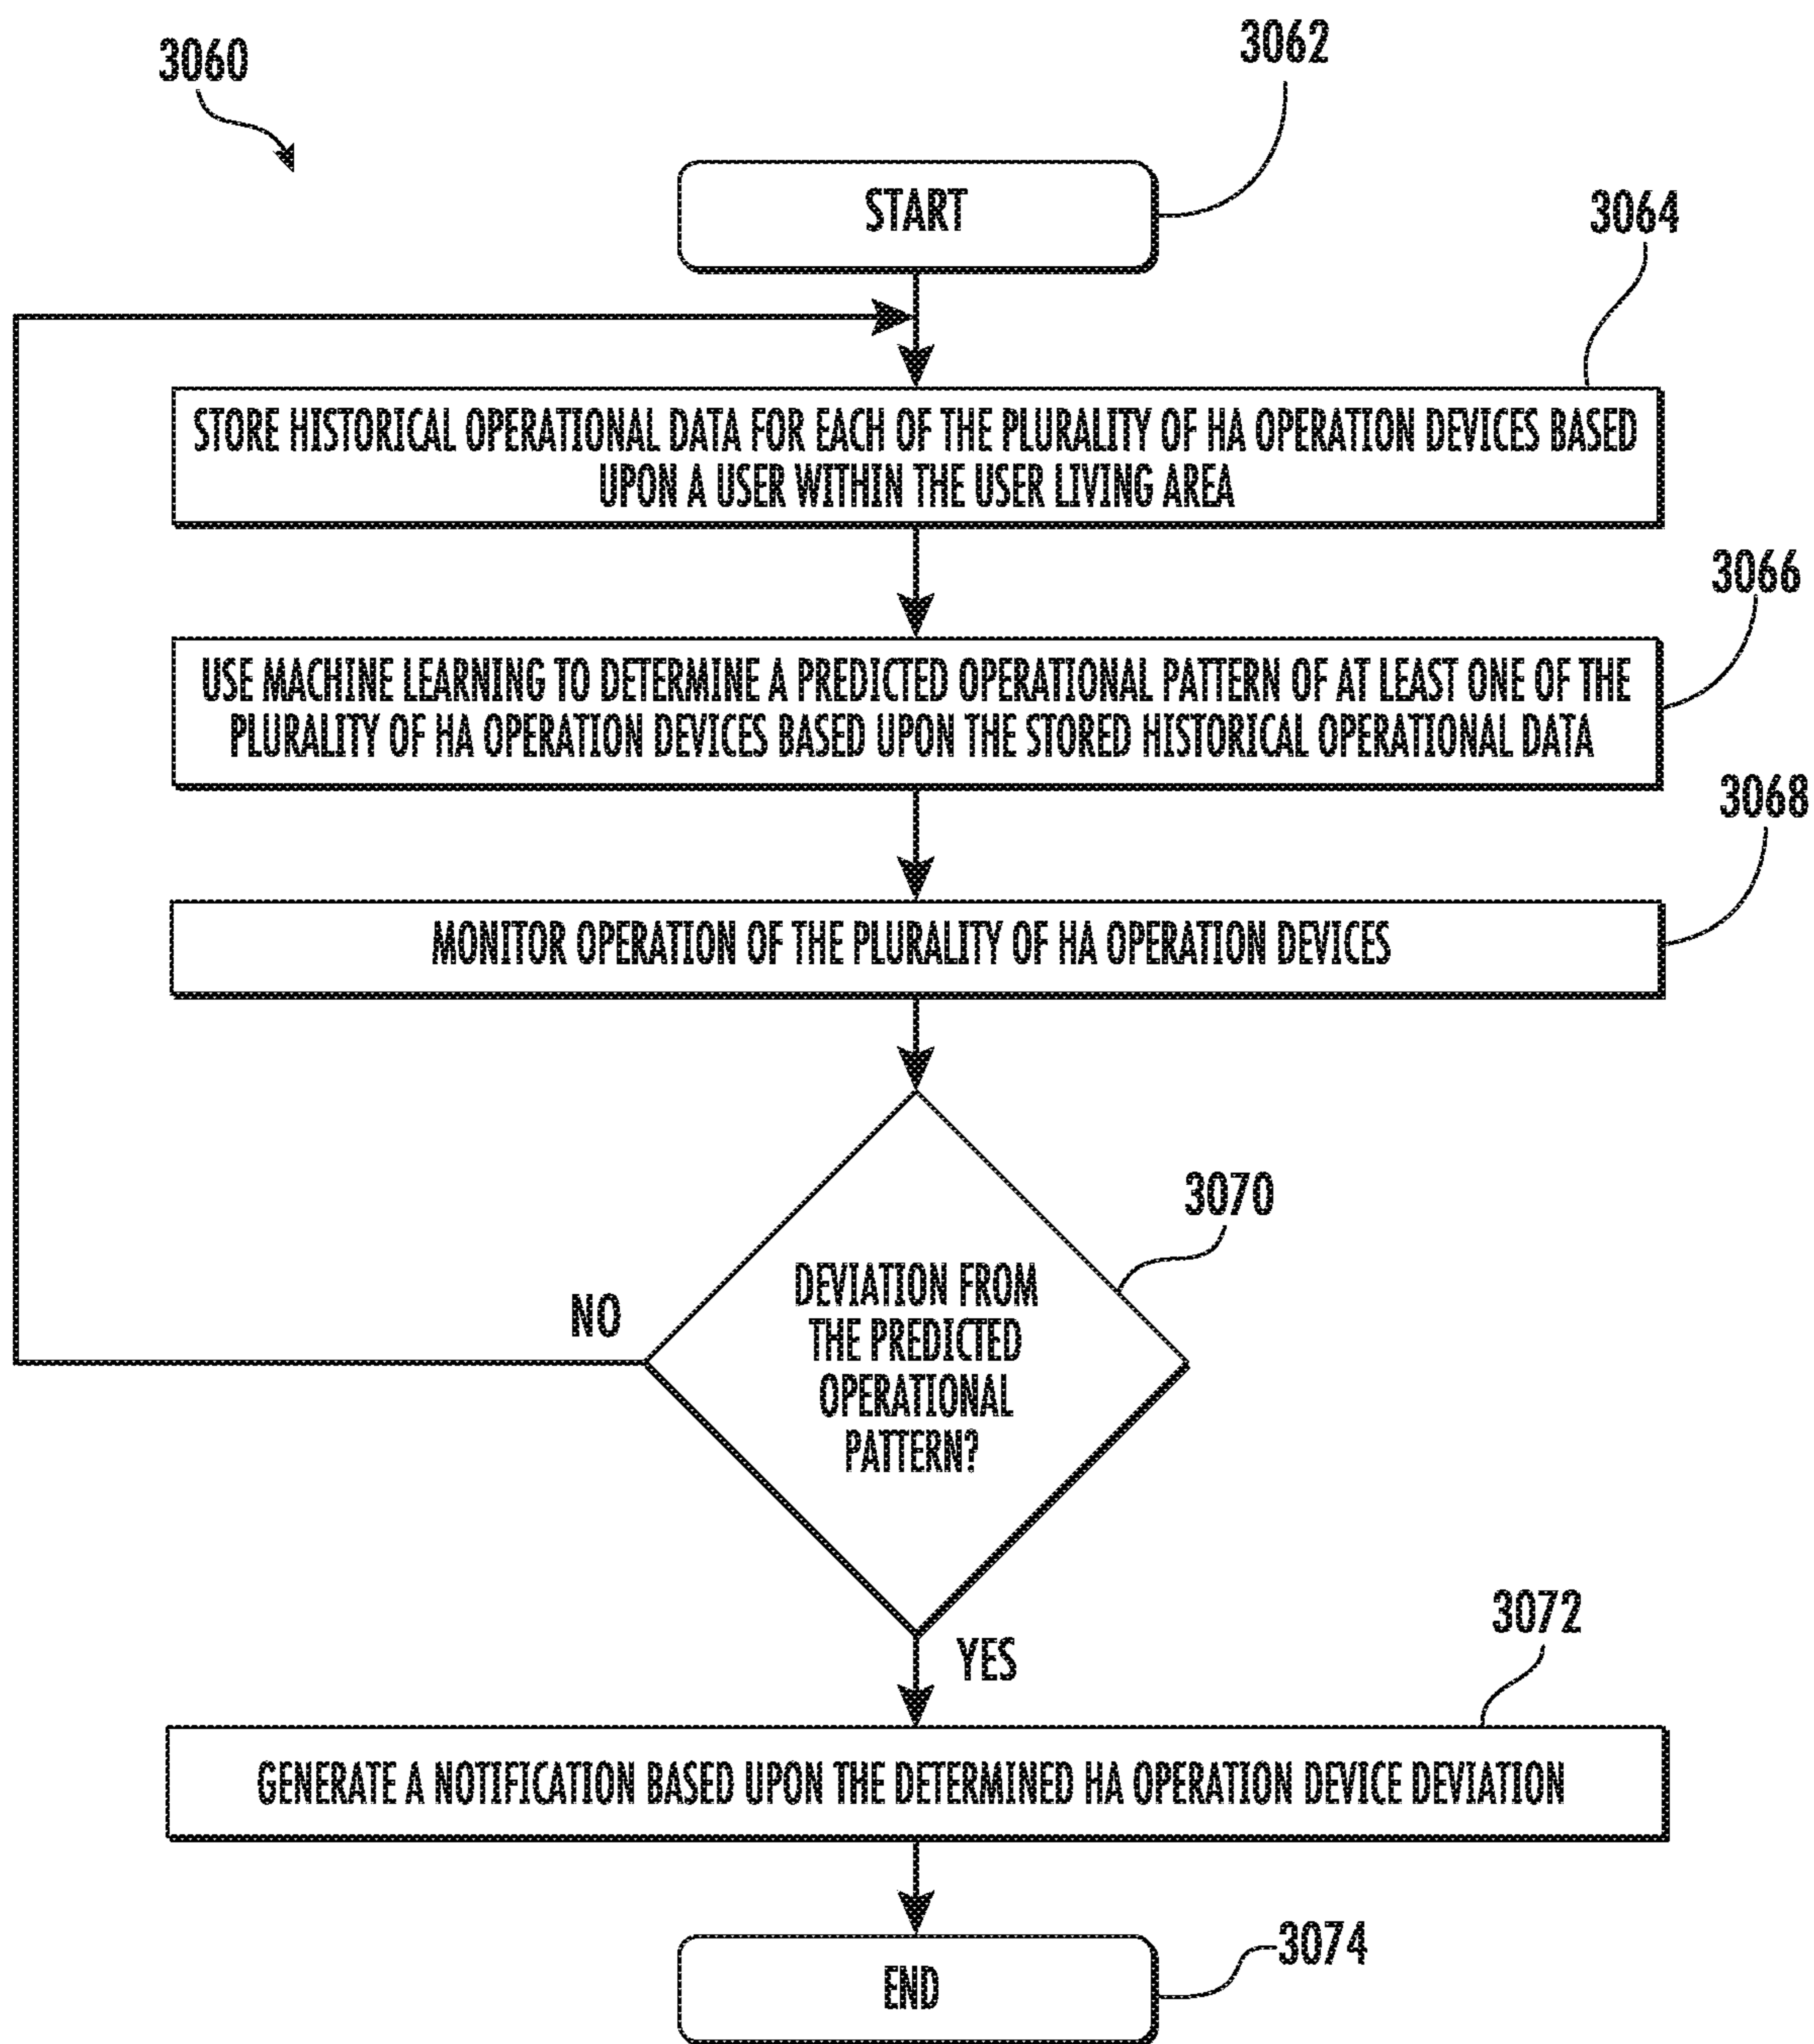 3060
3062
START
3064
STORE HISTORICAL OPERATIONAL DATA FOR EACH OF THE PLURALITY OF HA OPERATION DEVICES BASED
UPON A USER WITHIN THE USER LIVING AREA
3066
USE MACHINE LEARNING TO DETERMINE A PREDICTED OPERATIONAL PATTERN OF AT LEAST ONE OF THE
PLURALITY OF HA OPERATION DEVICES BASED UPON THE STORED HISTORICAL OPERATIONAL DATA
3068
MONITOR OPERATION OF THE PLURALITY OF HA OPERATION DEVICES
3070
DEVIATION FROM
THE PREDICTED
OPERATIONAL
PATTERN?
NO
YES
3072
GENERATE A NOTIFICATION BASED UPON THE DETERMINED HA OPERATION DEVICE DEVIATION
3074
END